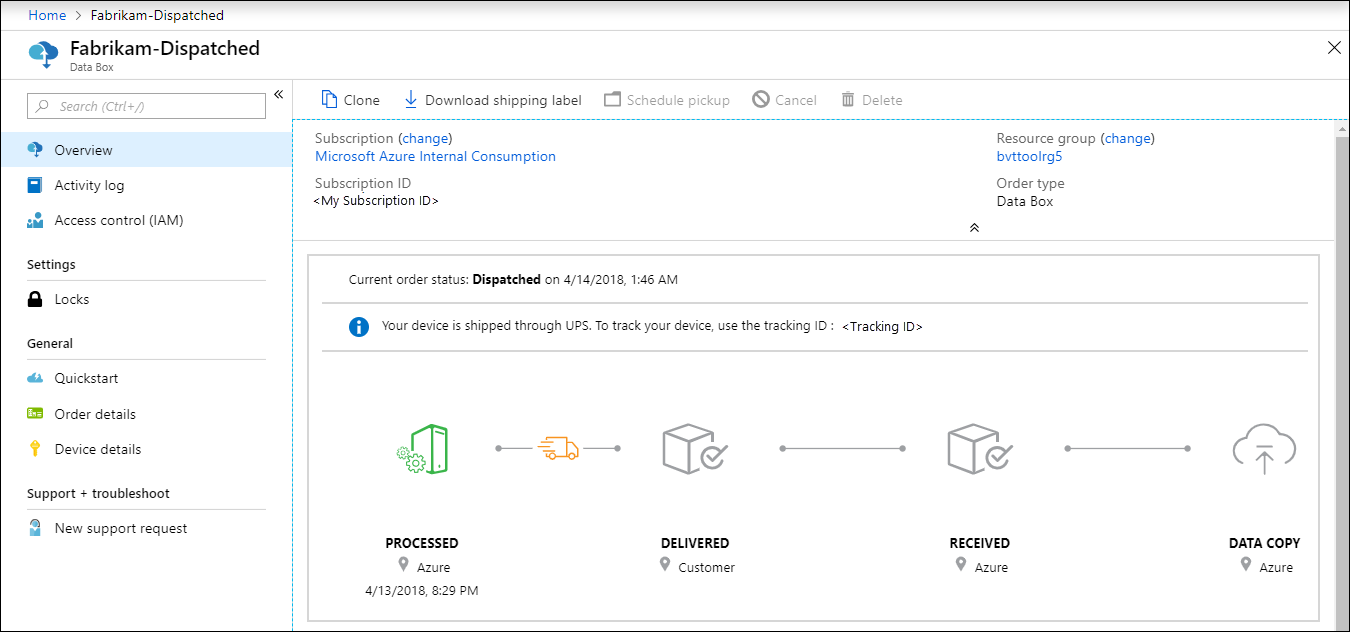 Home > Fabrikam-Dispatched
Fabrikam-Dispatched
Data Box
Search (Ctrl+/)
Overview
Activity log
Access control (IAM)
Settings
Locks
General
Quickstart
Order details
Device details
Support + troubleshoot
New support request
Clone Download shipping label Schedule pickup Cancel Delete
Subscription (change)
Microsoft Azure Internal Consumption
Subscription ID
<My Subscription ID>
Resource group (change)
bvttoolrg5
Order type
Data Box
Current order status: Dispatched on 4/14/2018, 1:46 AM
Your device is shipped through UPS. To track your device, use the tracking ID : <Tracking ID>
PROCESSED
Azure
4/13/2018, 8:29 PM
DELIVERED
Customer
RECEIVED
Azure
DATA COPY
Azure